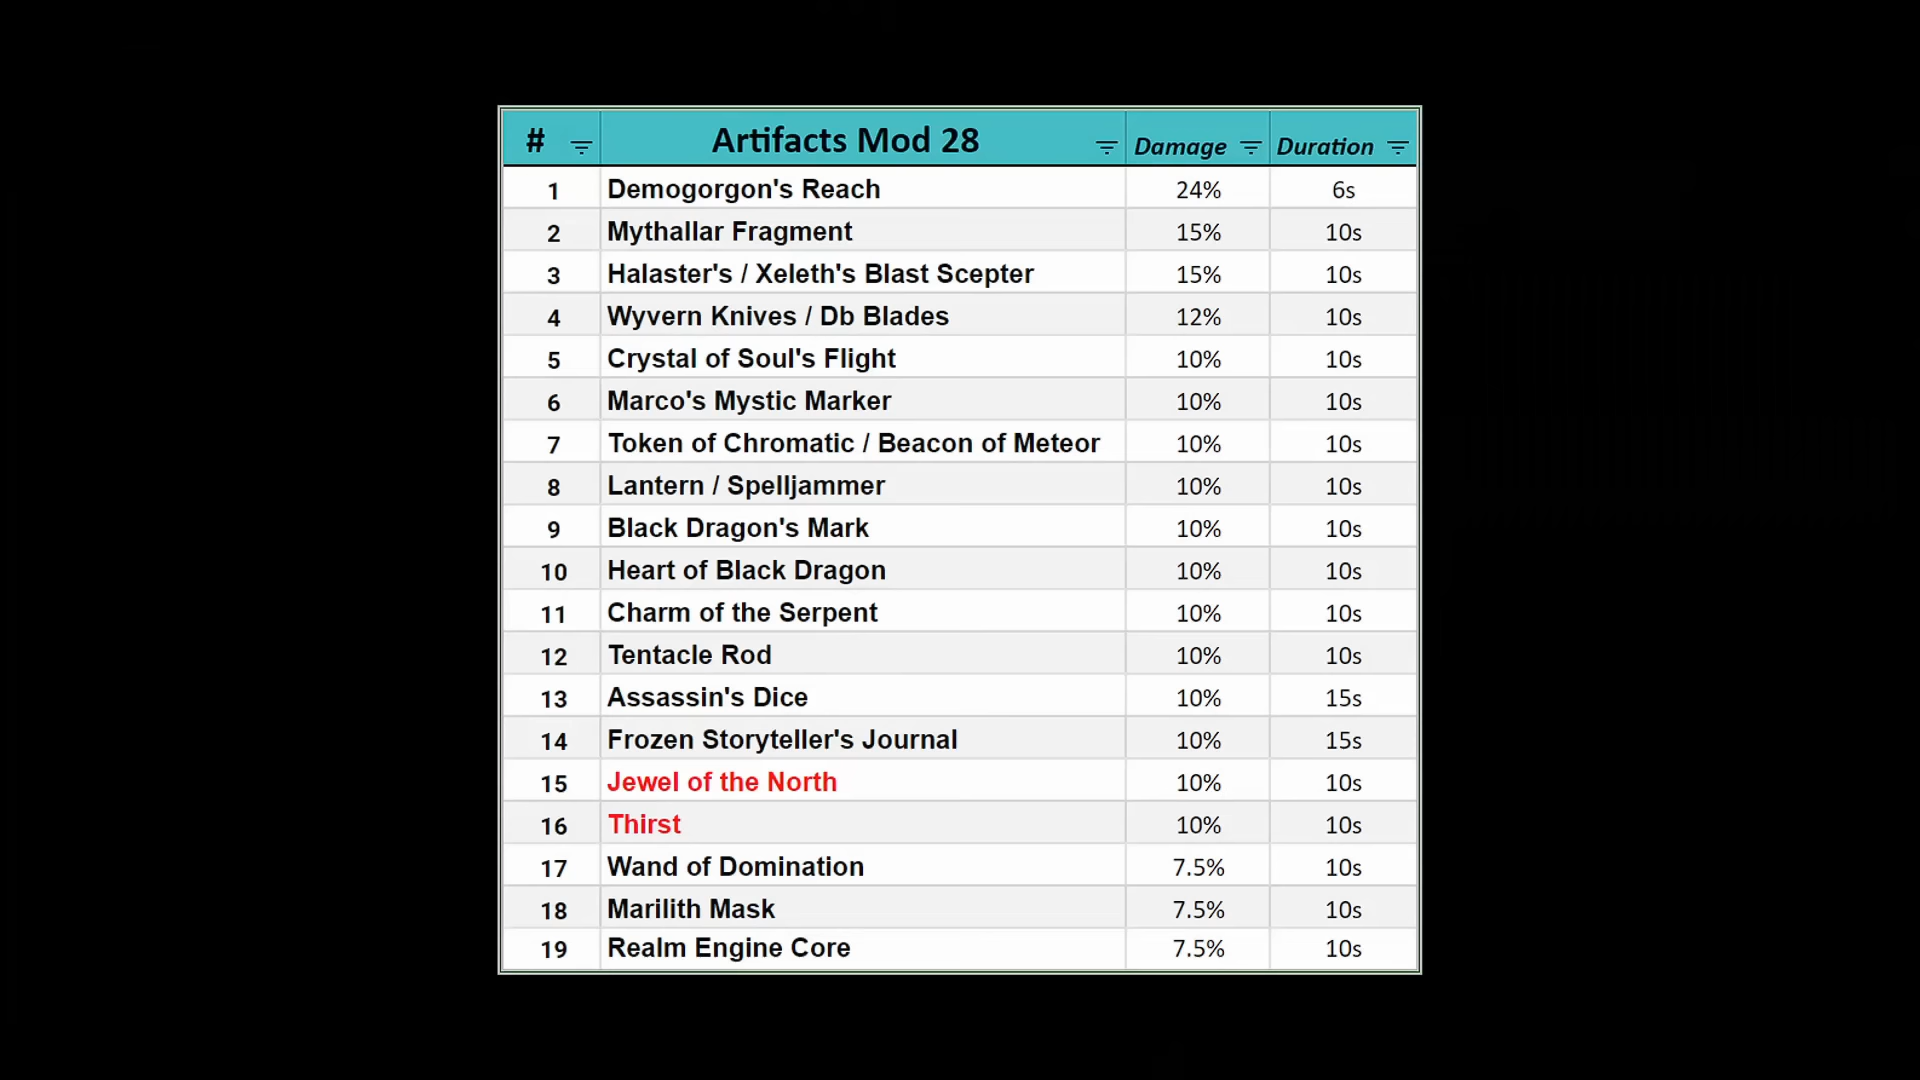 # Artifacts Mod 28 Damage Duration
1 Demogorgon's Reach 24% 6s
2 Mythallar Fragment 15% 10s
3 Halaster's / Xeleth's Blast Scepter 15% 10s
4 Wyvern Knives / Db Blades 12% 10s
5 Crystal of Soul's Flight 10% 10s
6 Marco's Mystic Marker 10% 10s
7 Token of Chromatic / Beacon of Meteor 10% 10s
8 Lantern / Spelljammer 10% 10s
9 Black Dragon's Mark 10% 10s
10 Heart of Black Dragon 10% 10s
11 Charm of the Serpent 10% 10s
12 Tentacle Rod 10% 10s
13 Assassin's Dice 10% 15s
14 Frozen Storyteller's Journal 10% 15s
15 Jewel of the North 10% 10s
16 Thirst 10% 10s
17 Wand of Domination 7.5% 10s
18 Marilith Mask 7.5% 10s
19 Realm Engine Core 7.5% 10s